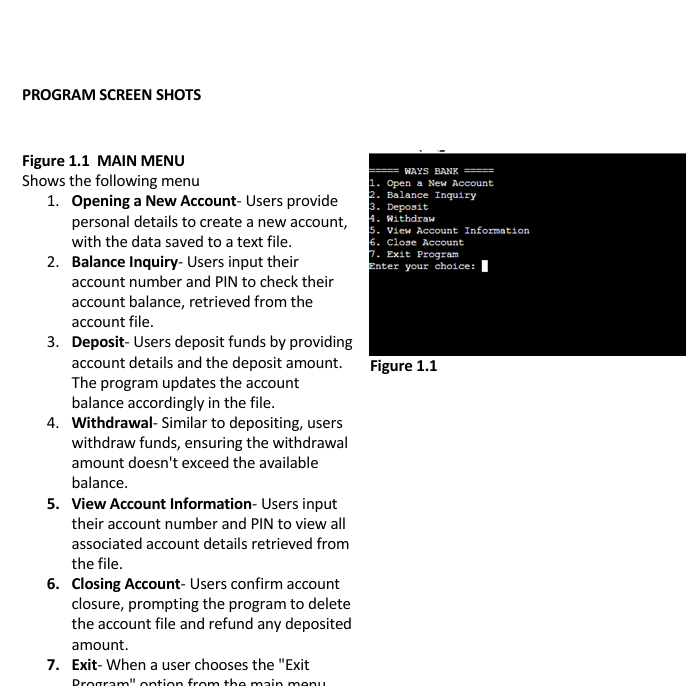 PROGRAM SCREEN SHOTS
Figure 1.1 MAIN MENU
Shows the following menu
1. Opening a New Account- Users provide
personal details to create a new account,
with the data saved to a text file.
2. Balance Inquiry- Users input their
account number and PIN to check their
account balance, retrieved from the
account file.
3. Deposit- Users deposit funds by providing
account details and the deposit amount.
The program updates the account
balance accordingly in the file.
4. Withdrawal- Similar to depositing, users
withdraw funds, ensuring the withdrawal
amount doesn't exceed the available
balance.
5. View Account Information- Users input
their account number and PIN to view all
associated account details retrieved from
the file.
6. Closing Account- Users confirm account
closure, prompting the program to delete
the account file and refund any deposited
amount.
7. Exit- When a user chooses the "Exit
Program" option from the main menu
===== WAYS BANK =====
1. Open a New Account
2. Balance Inquiry
3. Deposit
4. Withdraw
5. View Account Information
6. Close Account
7. Exit Program
Enter your choice:
Figure 1.1